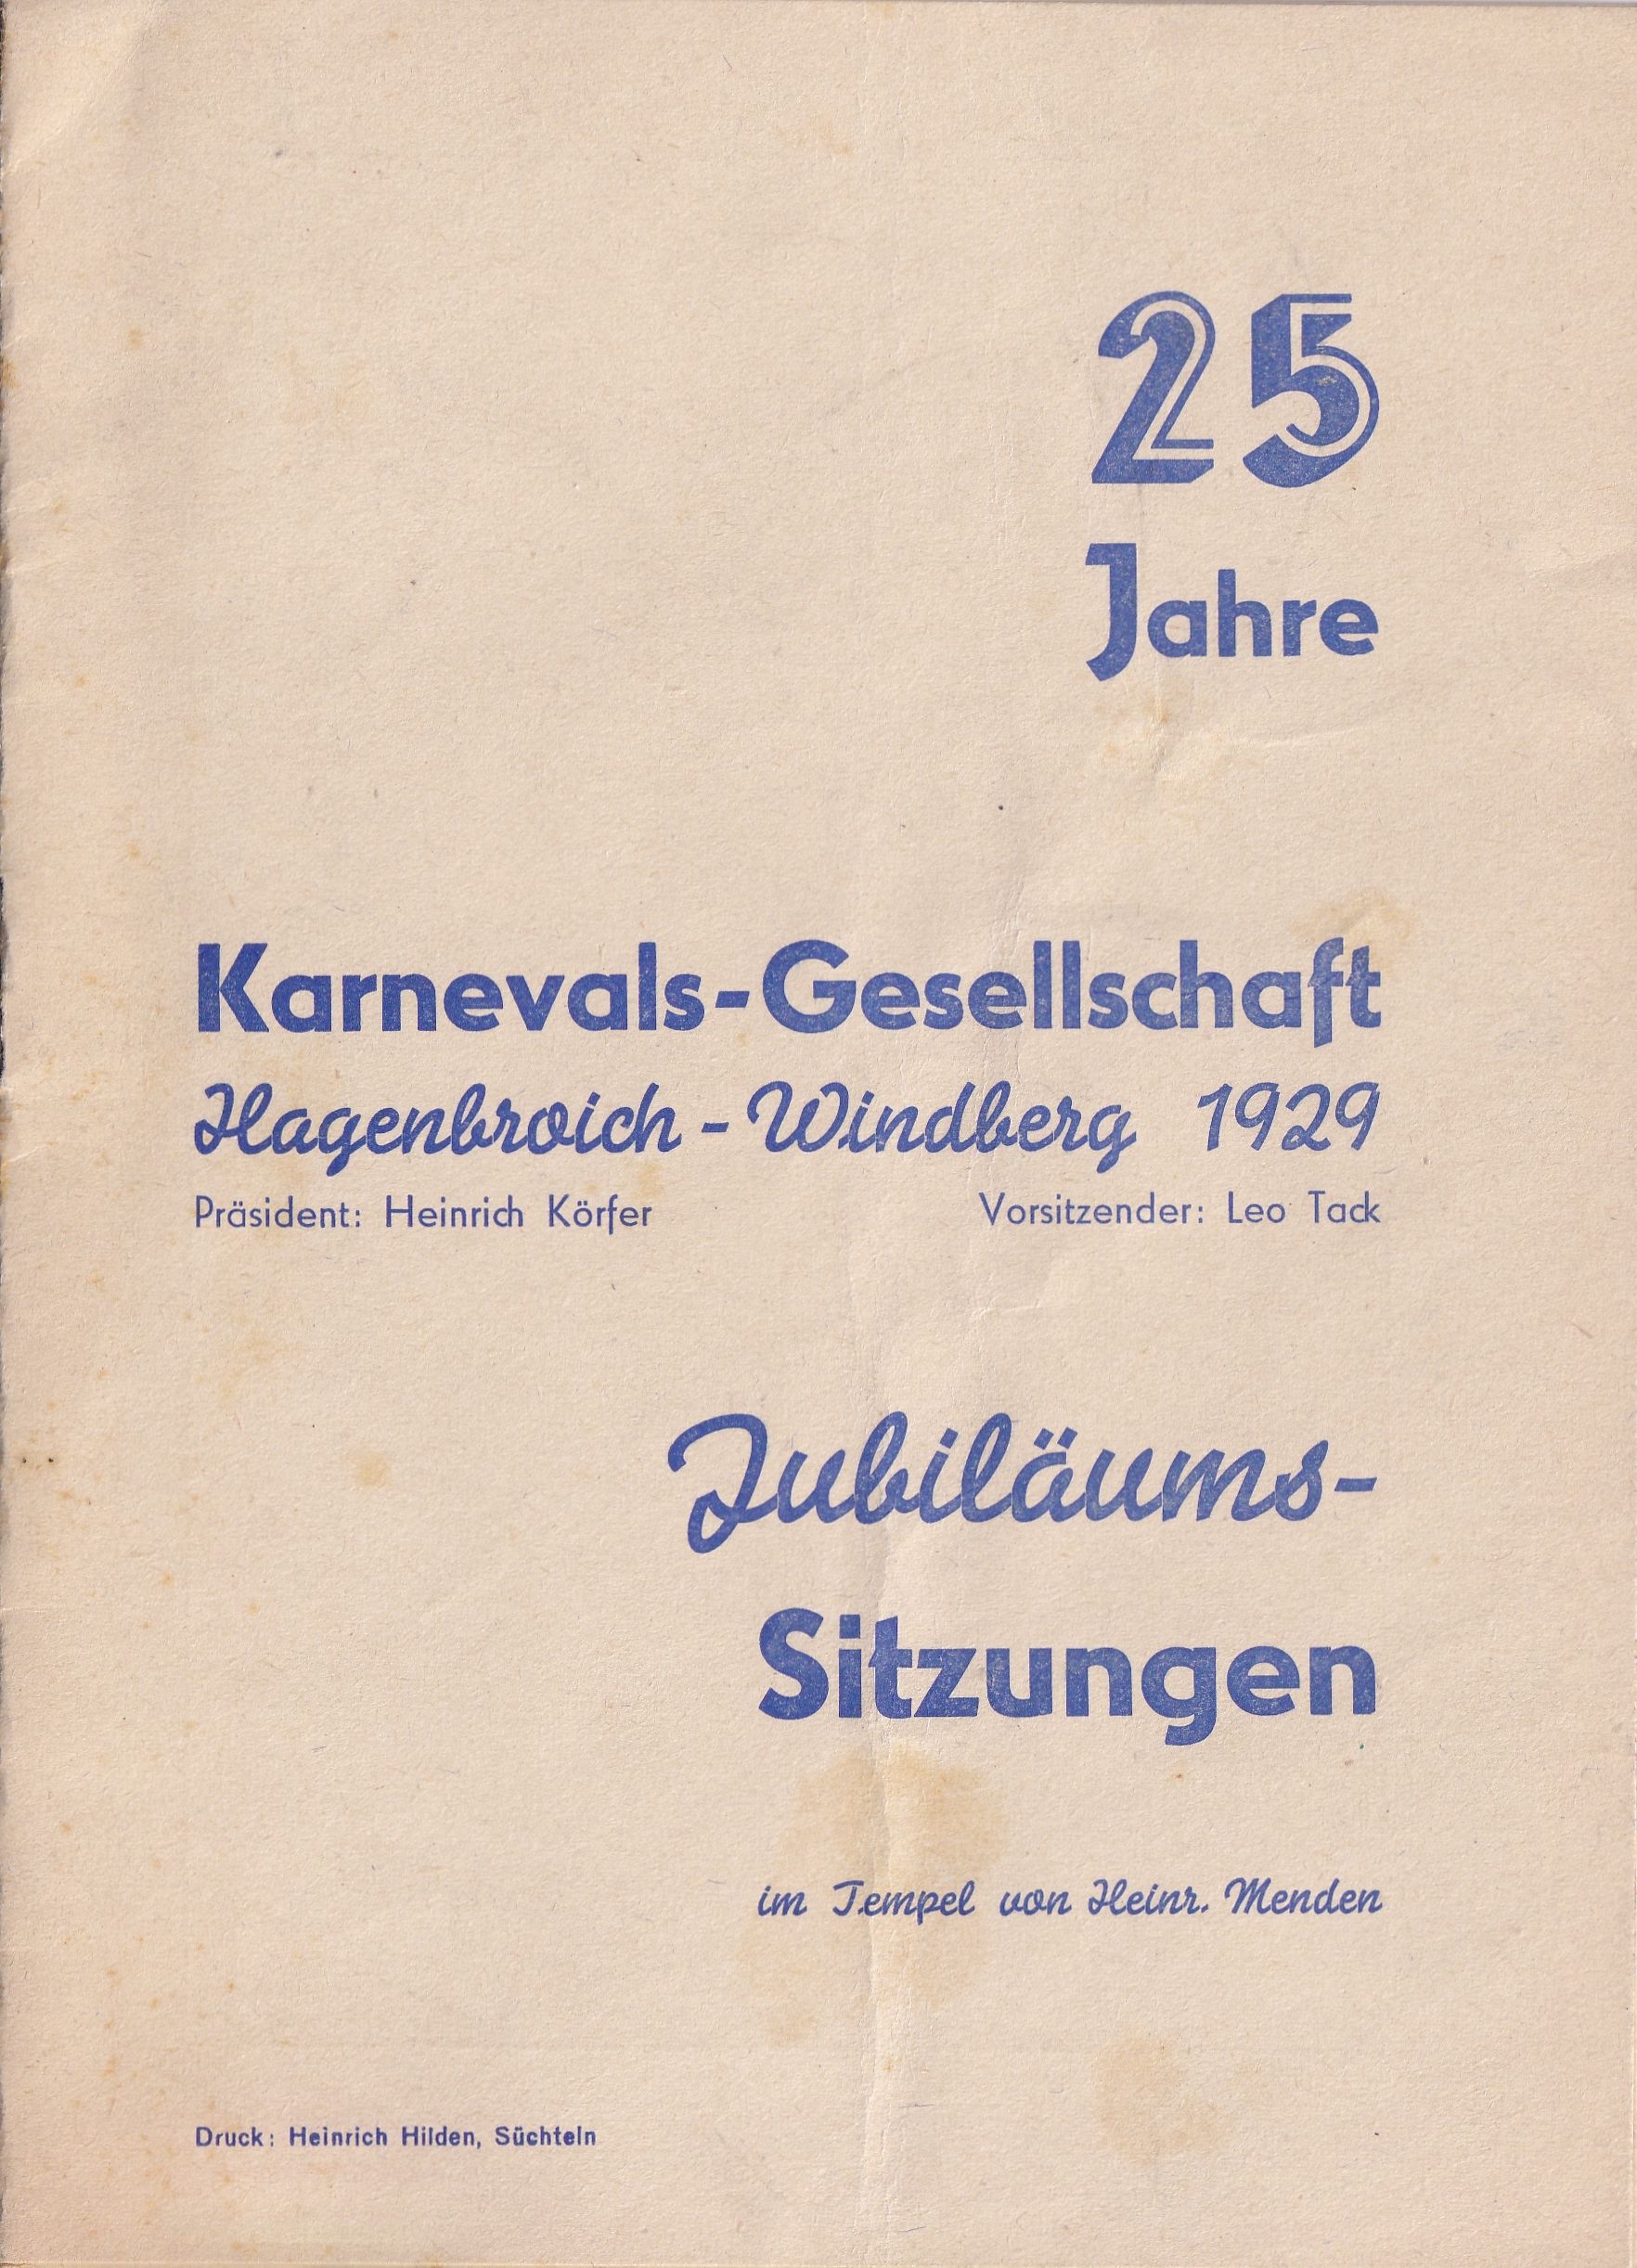 25
Jahre
Karnevals-Gesellschaft
Hagenbroich - Windberg 1929
Präsident: Heinrich Körfer Vorsitzender: Leo Tack
Jubiläums-
Sitzungen
im Tempel von Heinr. Menden
Druck: Heinrich Hilden, Süchteln